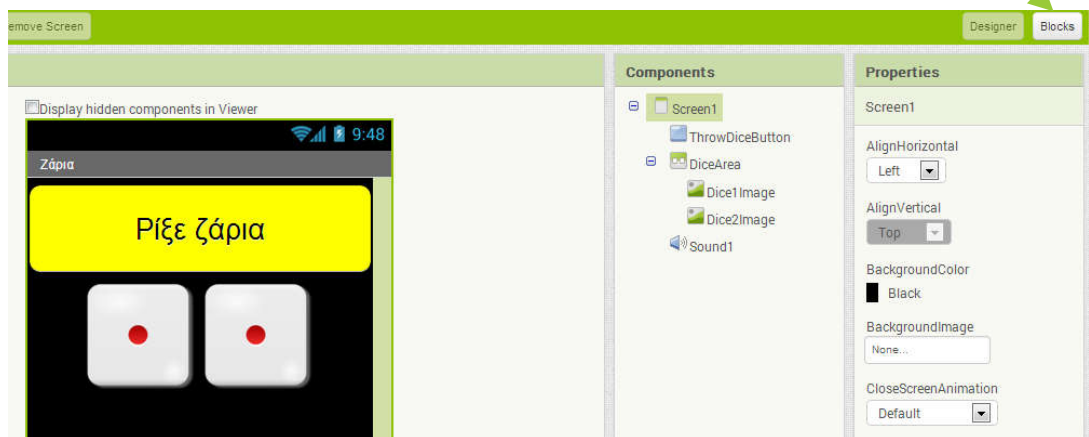 emove Screen
Designer
Blocks
Components
Properties
Display hidden components in Viewer
9:48
Ζάρια
Ρίξε ζάρια
Screen1
ThrowDiceButton
DiceArea
Dice1Image
Dice2Image
Sound1
Screen1
AlignHorizontal
Left
AlignVertical
Top
BackgroundColor
Black
BackgroundImage
None...
CloseScreenAnimation
Default